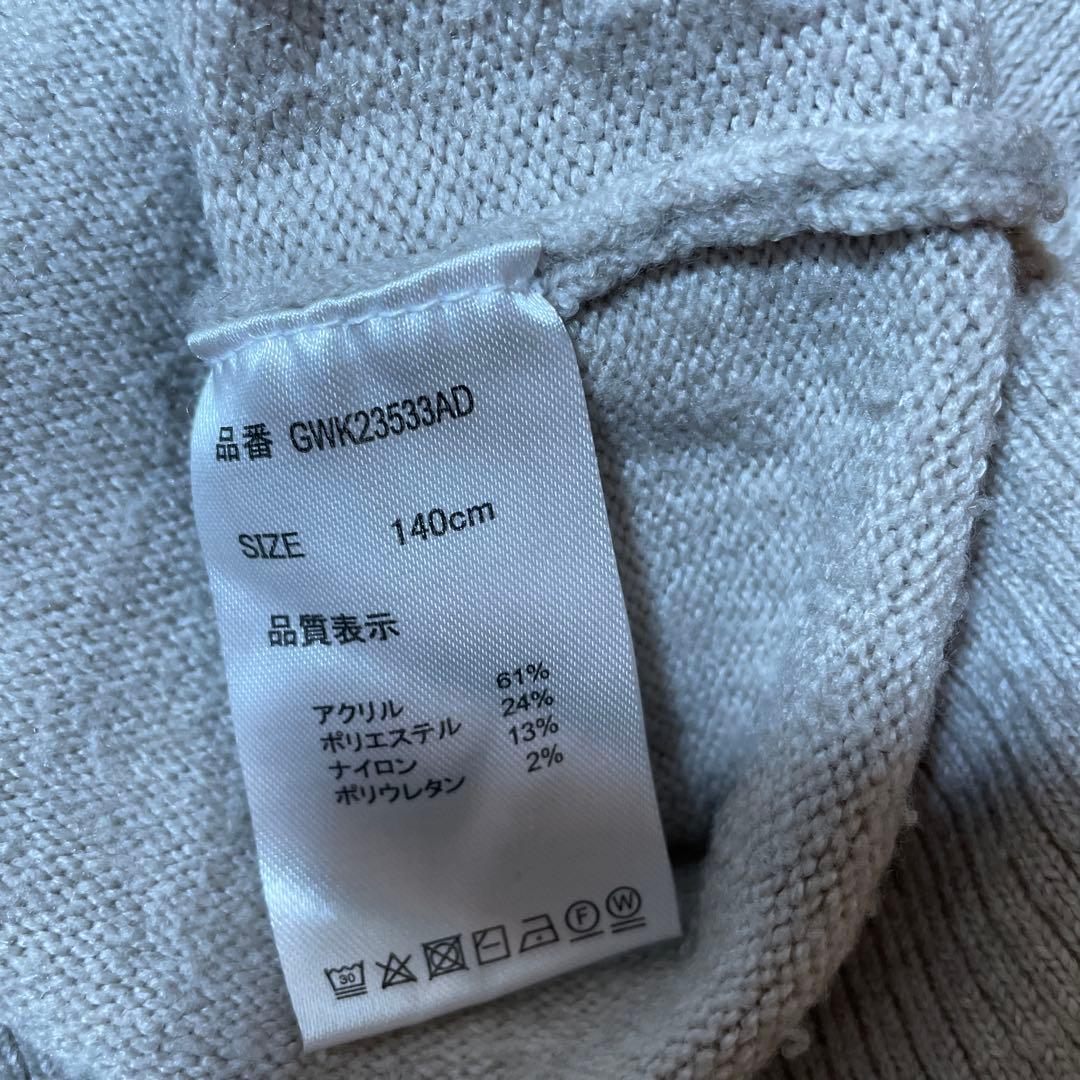 品番 GWK23533AD
SIZE 140cm
品質表示
アクリル 61%
ポリエステル 24%
ナイロン 13%
ポリウレタン 2%
30 F W